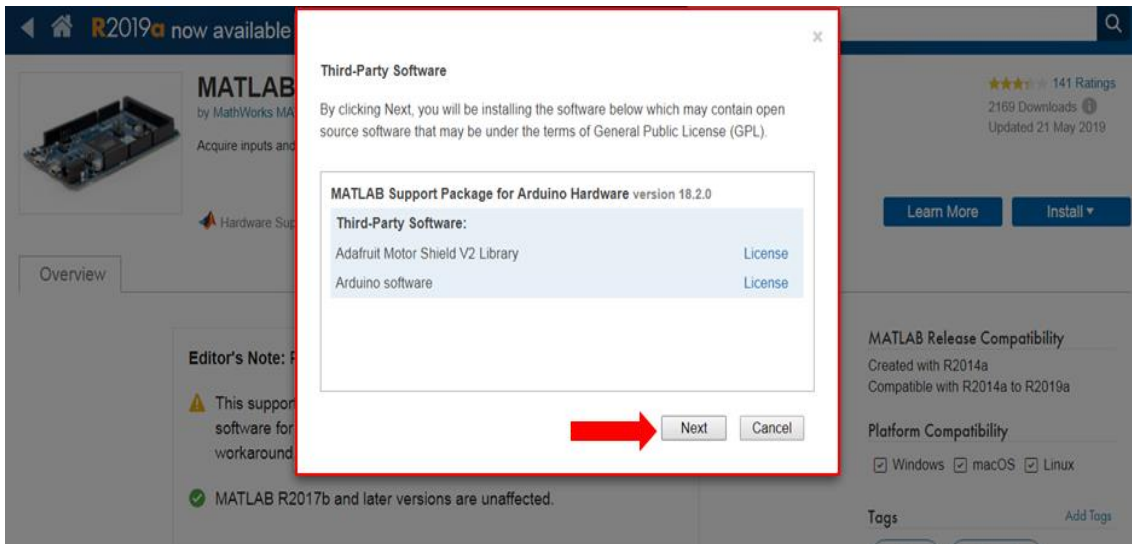 R2019a now available
MATLAB
by MathWorks MA
Acquire inputs and
Hardware Sup
Overview
141 Ratings
2169 Downloads
Updated 21 May 2019
Learn More
Install
Third-Party Software
By clicking Next, you will be installing the software below which may contain open
source software that may be under the terms of General Public License (GPL).
MATLAB Support Package for Arduino Hardware version 18.2.0
Third-Party Software:
Adafruit Motor Shield V2 Library License
Arduino software License
Next Cancel
Editor's Note:
This support
software for
workaround
MATLAB R2017b and later versions are unaffected.
MATLAB Release Compatibility
Created with R2014a
Compatible with R2014a to R2019a
Platform Compatibility
Windows macOS Linux
Tags Add Tags